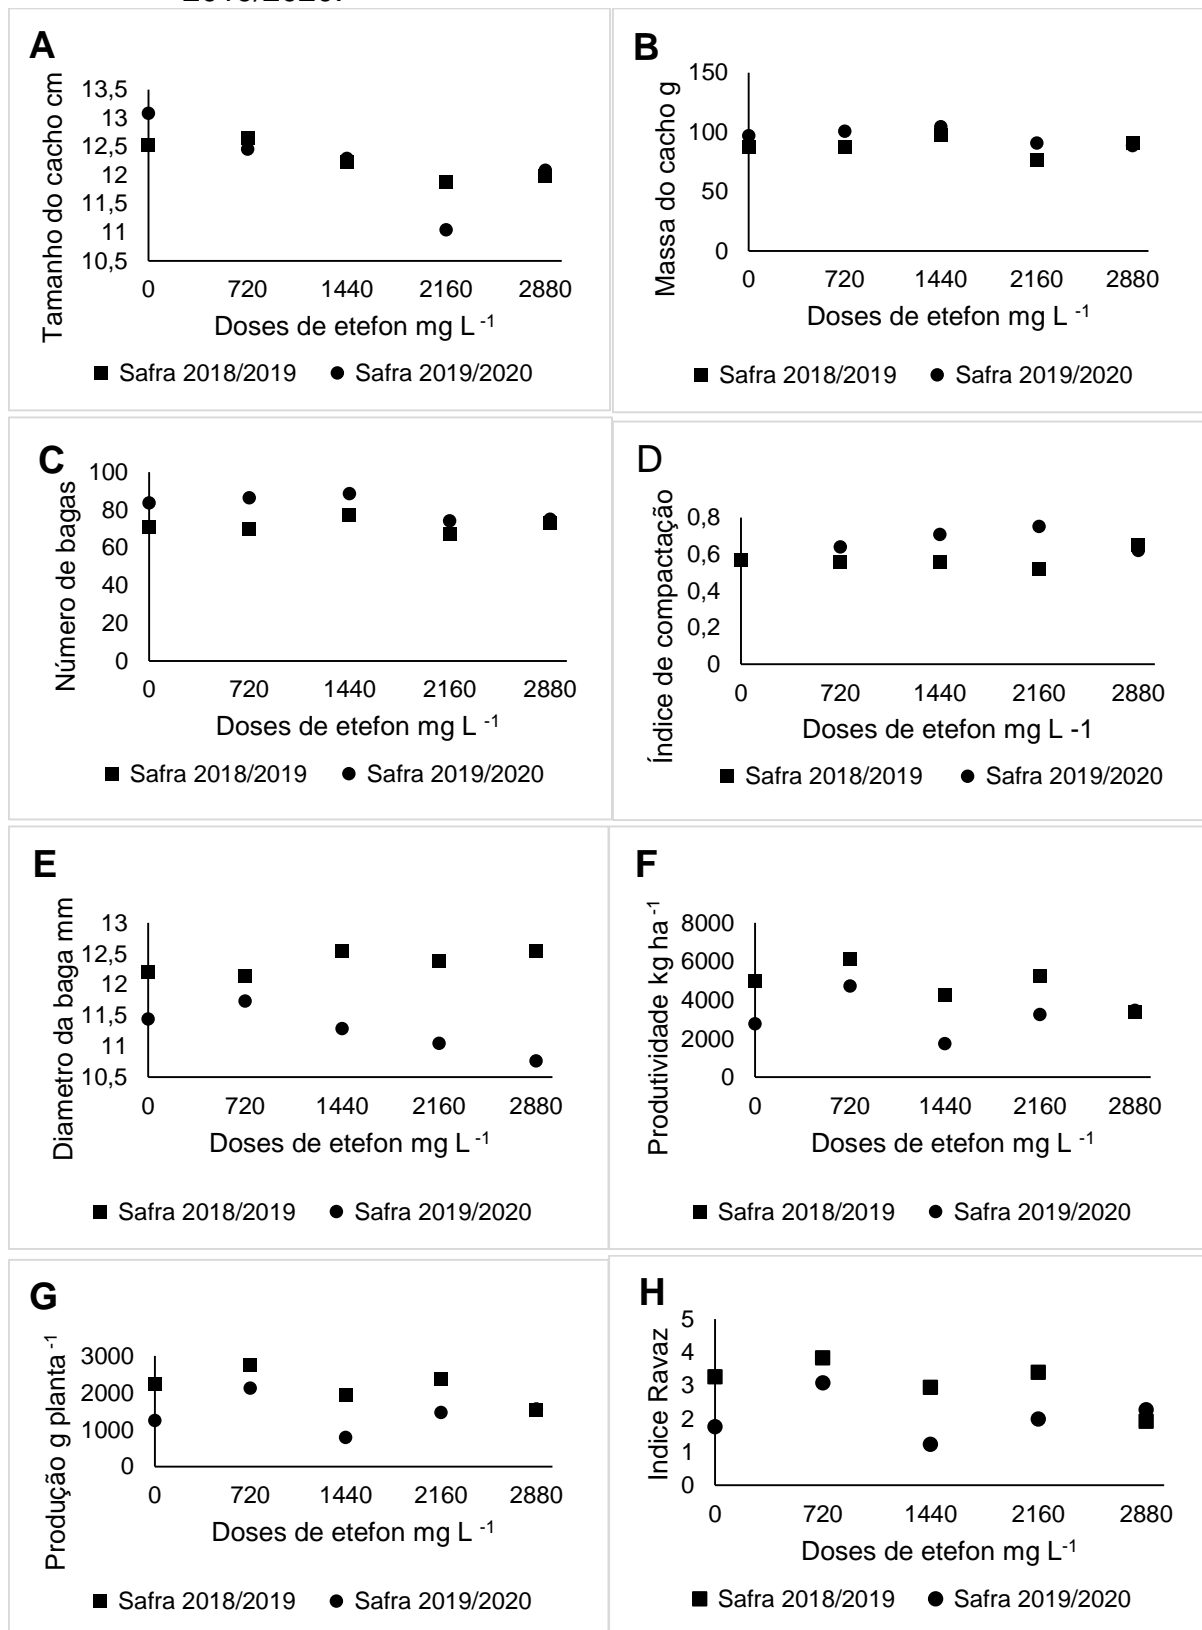 2019/2020.
A
Tamanho do cacho cm
13,5
13
12,5
12
11,5
11
10,5
0 720 1440 2160 2880
Doses de etefon mg L -1
Safra 2018/2019 Safra 2019/2020
B
Massa do cacho g
150
100
50
0
0 720 1440 2160 2880
Doses de etefon mg L -1
Safra 2018/2019 Safra 2019/2020
C
Número de bagas
100
80
60
40
20
0
0 720 1440 2160 2880
Doses de etefon mg L -1
Safra 2018/2019 Safra 2019/2020
D
Índice de compactação
0,8
0,6
0,4
0,2
0
0 720 1440 2160 2880
Doses de etefon mg L -1
Safra 2018/2019 Safra 2019/2020
E
Diametro da baga mm
13
12,5
12
11,5
11
10,5
0 720 1440 2160 2880
Doses de etefon mg L -1
Safra 2018/2019 Safra 2019/2020
F
Produtividade kg ha -1
8000
6000
4000
2000
0
0 720 1440 2160 2880
Doses de etefon mg L -1
Safra 2018/2019 Safra 2019/2020
G
Produção g planta -1
3000
2000
1000
0
0 720 1440 2160 2880
Doses de etefon mg L -1
Safra 2018/2019 Safra 2019/2020
H
Indice Ravaz
5
4
3
2
1
0
0 720 1440 2160 2880
Doses de etefon mg L-1
Safra 2018/2019 Safra 2019/2020